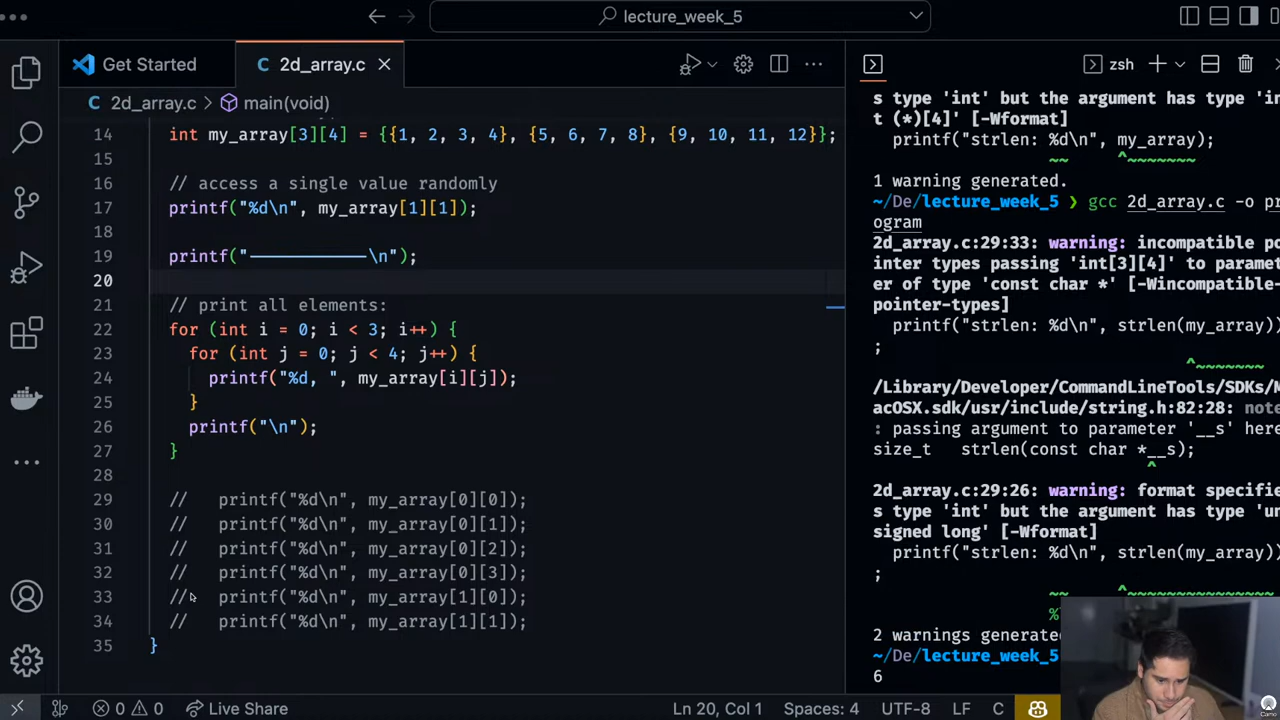 lecture_week_5
Get Started
2d_array.c
2d_array.c > main(void)
14 int my_array[3][4] = {{1, 2, 3, 4}, {5, 6, 7, 8}, {9, 10, 11, 12}};
15
16 // access a single value randomly
17 printf("%d\n", my_array[1][1]);
18
19 printf("——————————\n");
20
21 // print all elements:
22 for (int i = 0; i < 3; i++) {
23 for (int j = 0; j < 4; j++) {
24 printf("%d, ", my_array[i][j]);
25 }
26 printf("\n");
27 }
28
29 // printf("%d\n", my_array[0][0]);
30 // printf("%d\n", my_array[0][1]);
31 // printf("%d\n", my_array[0][2]);
32 // printf("%d\n", my_array[0][3]);
33 // printf("%d\n", my_array[1][0]);
34 // printf("%d\n", my_array[1][1]);
35 }
zsh
s type 'int' but the argument has type 'in
t (*)[4]' [-Wformat]
printf("strlen: %d\n", my_array);
~~ ^~~~~~~~
1 warning generated.
~/De/lecture_week_5 ❯ gcc 2d_array.c -o pr
ogram
2d_array.c:29:33: warning: incompatible po
inter types passing 'int[3][4]' to paramet
er of type 'const char *' [-Wincompatible-
pointer-types]
printf("strlen: %d\n", strlen(my_array))
;
^~~~~~~~
/Library/Developer/CommandLineTools/SDKs/M
acOSX.sdk/usr/include/string.h:82:28: note
: passing argument to parameter '__s' here
size_t strlen(const char *__s);
^
2d_array.c:29:26: warning: format specifie
s type 'int' but the argument has type 'un
signed long' [-Wformat]
printf("strlen: %d\n", strlen(my_array))
;
~~ ^~~~~~~~~~~~~~~~
2 warnings generate
~/De/lecture_week_5
6
0 0 Live Share Ln 20, Col 1 Spaces: 4 UTF-8 LF C
Camo